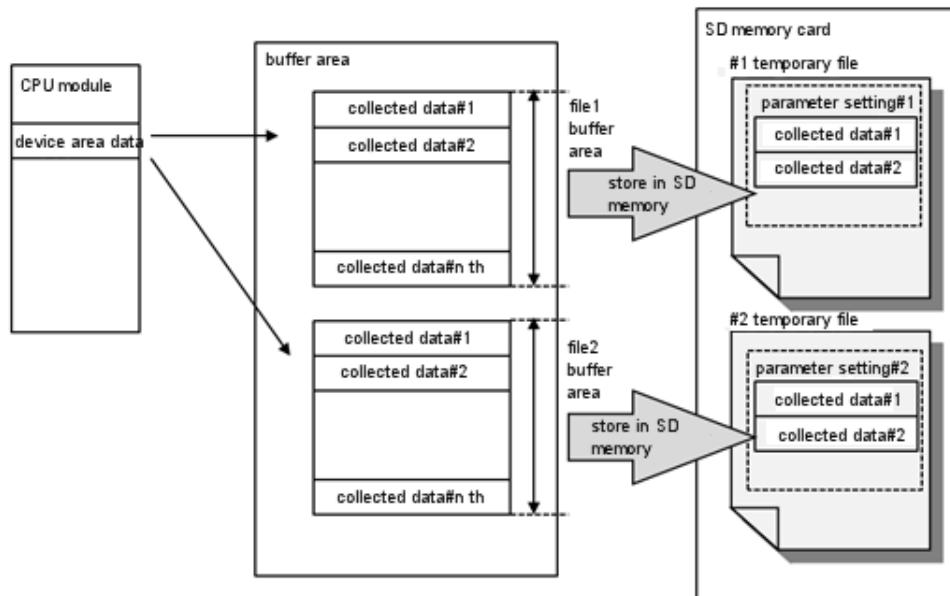 CPU module
device area data
buffer area
collected data#1
collected data#2
collected data#n th
file1
buffer
area
collected data#1
collected data#2
collected data#n th
file2
buffer
area
store in SD
memory
store in SD
memory
SD memory card
#1 temporary file
parameter setting#1
collected data#1
collected data#2
#2 temporary file
parameter setting#2
collected data#1
collected data#2